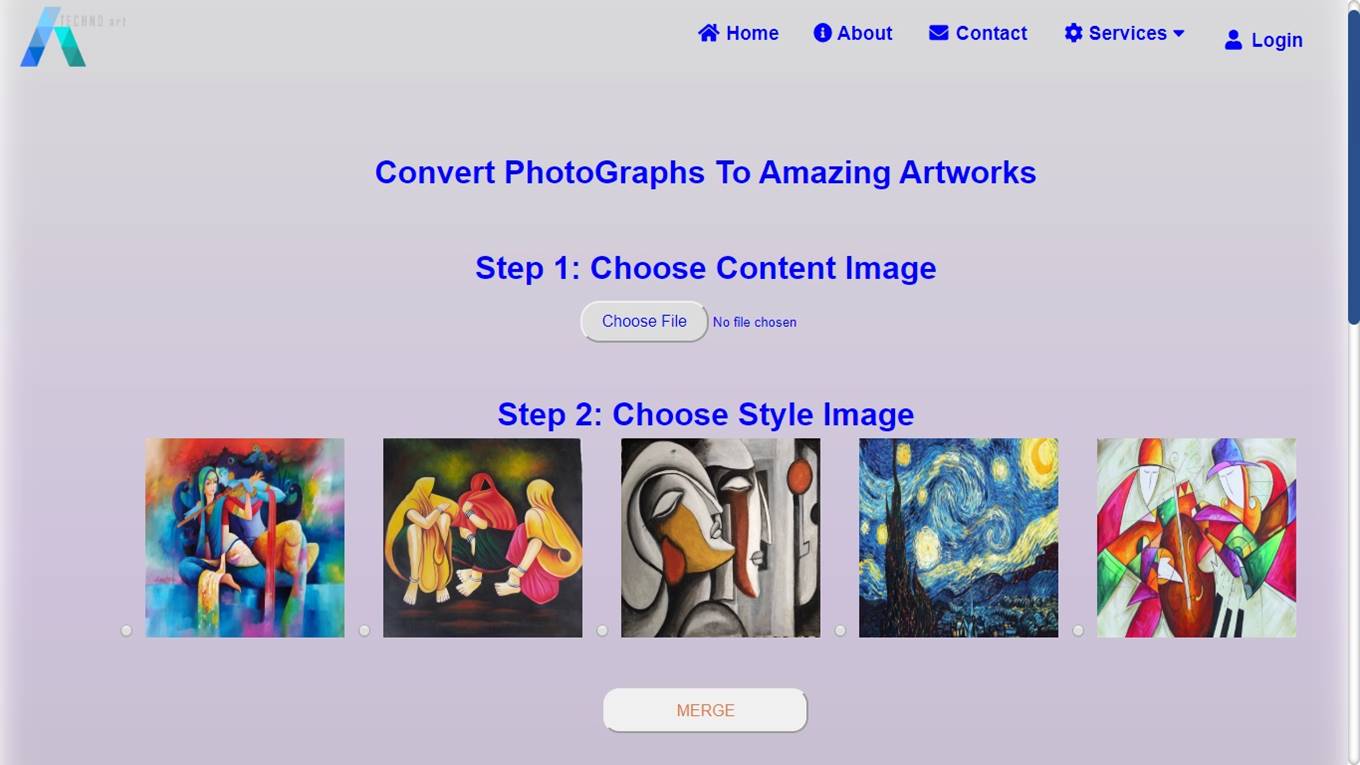 TECHNO art
Home About Contact Services Login
Convert PhotoGraphs To Amazing Artworks
Step 1: Choose Content Image
Choose File No file chosen
Step 2: Choose Style Image
MERGE